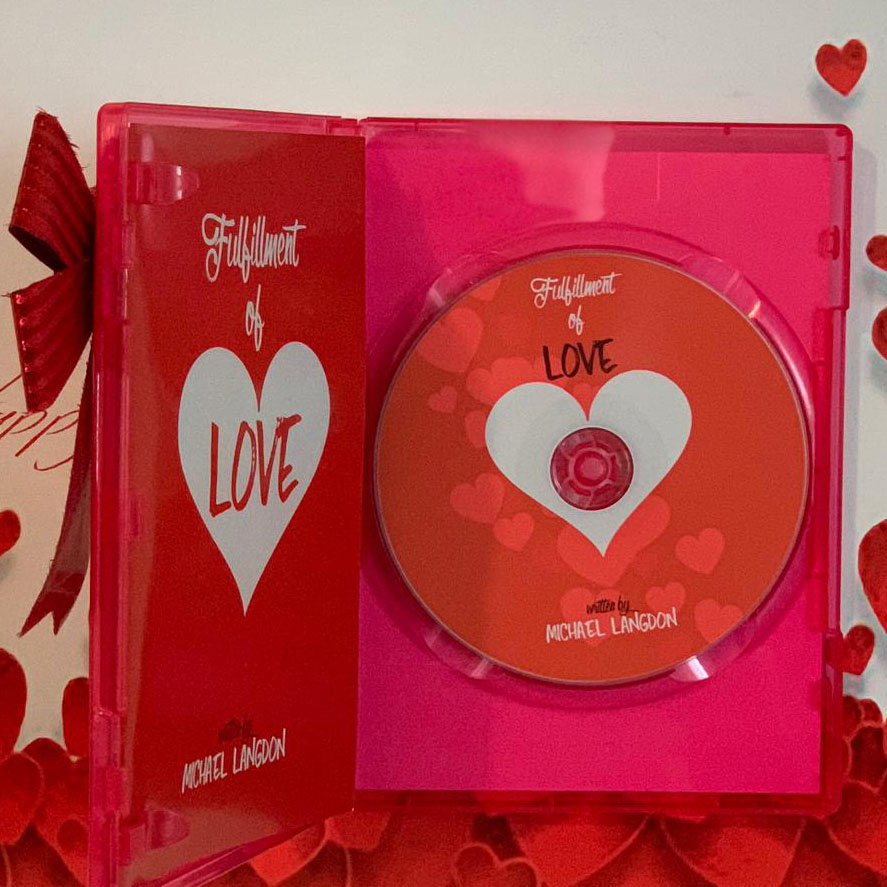 Fulfillment
of
LOVE
MICHAEL LANGDON
Fulfillment
of
LOVE
written by
MICHAEL LANGDON